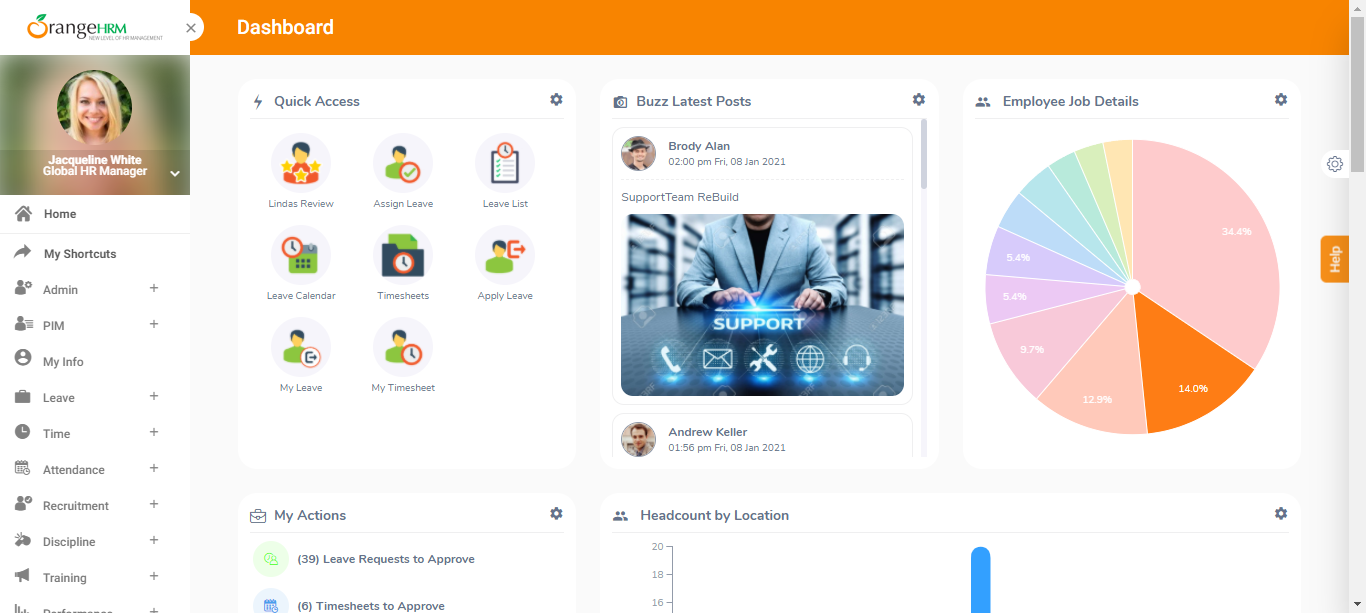 OrangeHRM
NEW LEVEL OF HR MANAGEMENT
Dashboard
Jacqueline White
Global HR Manager
Home
My Shortcuts
Admin
PIM
My Info
Leave
Time
Attendance
Recruitment
Discipline
Training
Performance
Quick Access
Lindas Review
Assign Leave
Leave List
Leave Calendar
Timesheets
Apply Leave
My Leave
My Timesheet
Buzz Latest Posts
Brody Alan
02:00 pm Fri, 08 Jan 2021
SupportTeam ReBuild
SUPPORT
Andrew Keller
01:56 pm Fri, 08 Jan 2021
Employee Job Details
34.4%
5.4%
5.4%
9.7%
12.9%
14.0%
Help
My Actions
(39) Leave Requests to Approve
(6) Timesheets to Approve
Headcount by Location
20
18
16